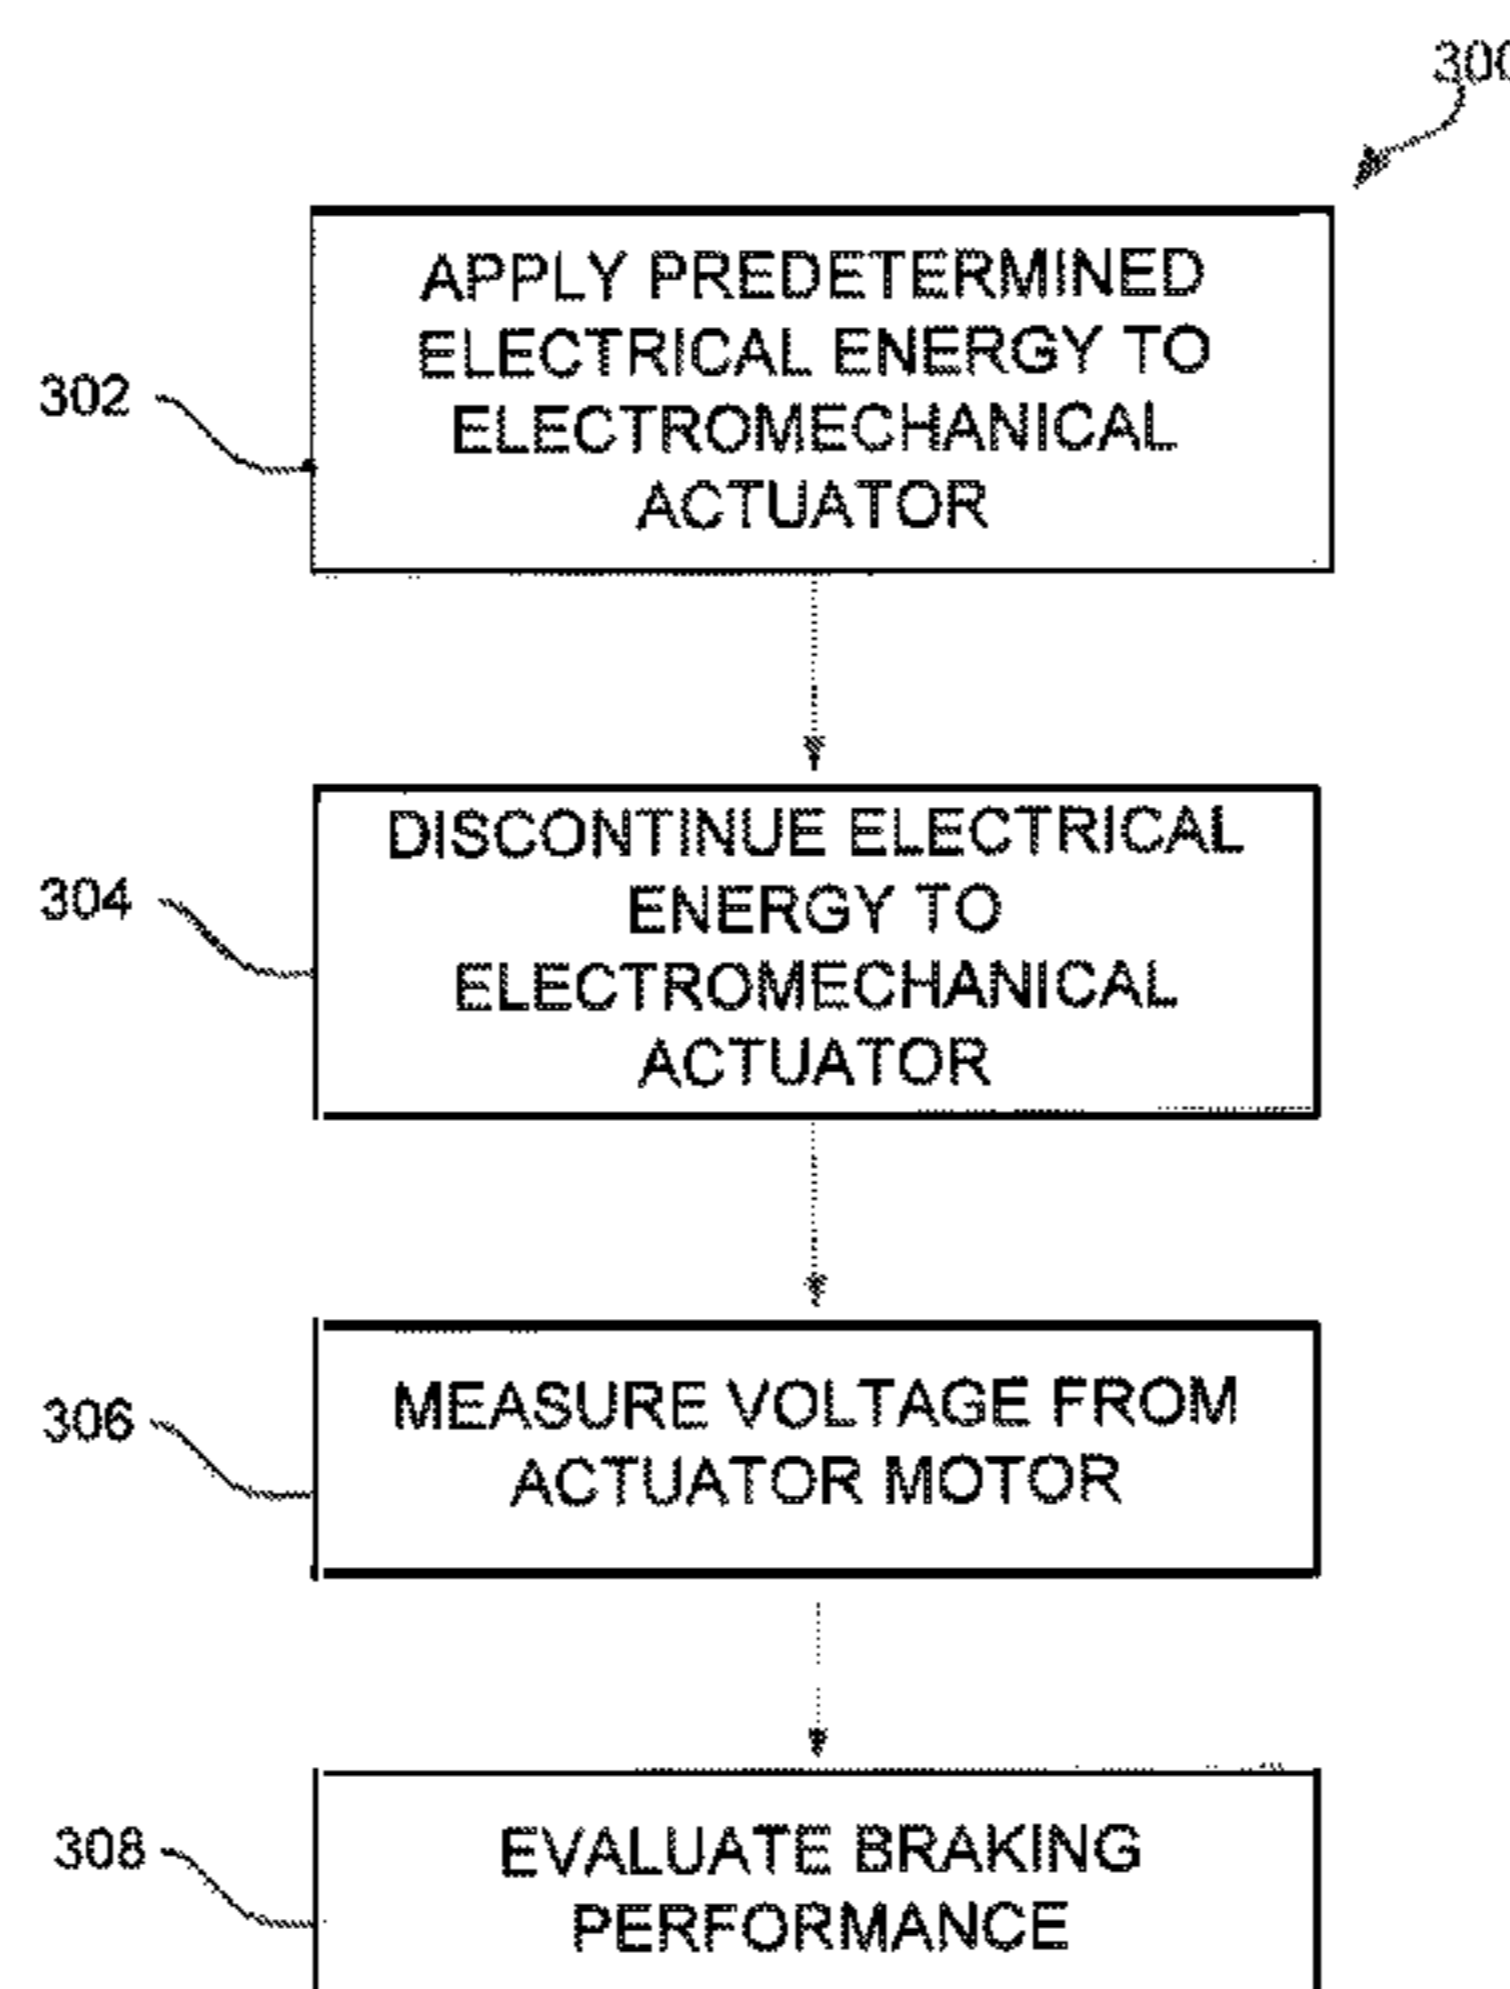 300
APPLY PREDETERMINED
ELECTRICAL ENERGY TO
ELECTROMECHANICAL
ACTUATOR
302
DISCONTINUE ELECTRICAL
ENERGY TO
ELECTROMECHANICAL
ACTUATOR
304
MEASURE VOLTAGE FROM
ACTUATOR MOTOR
306
EVALUATE BRAKING
PERFORMANCE
308